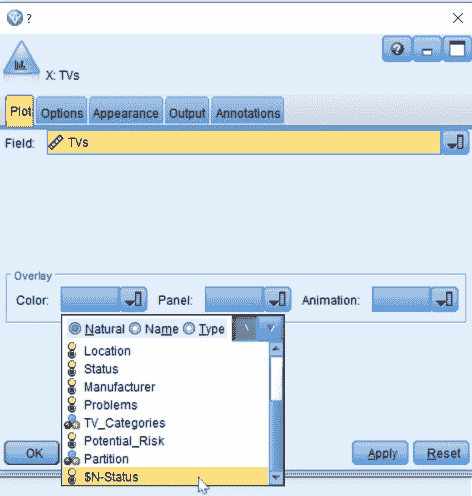 ?
X: TVs
Plot Options Appearance Output Annotations
Field: TVs
Overlay
Color: Panel: Animation:
Natural Name Type
Location
Status
Manufacturer
Problems
TV_Categories
Potential_Risk
Partition
$N-Status
OK Apply Reset